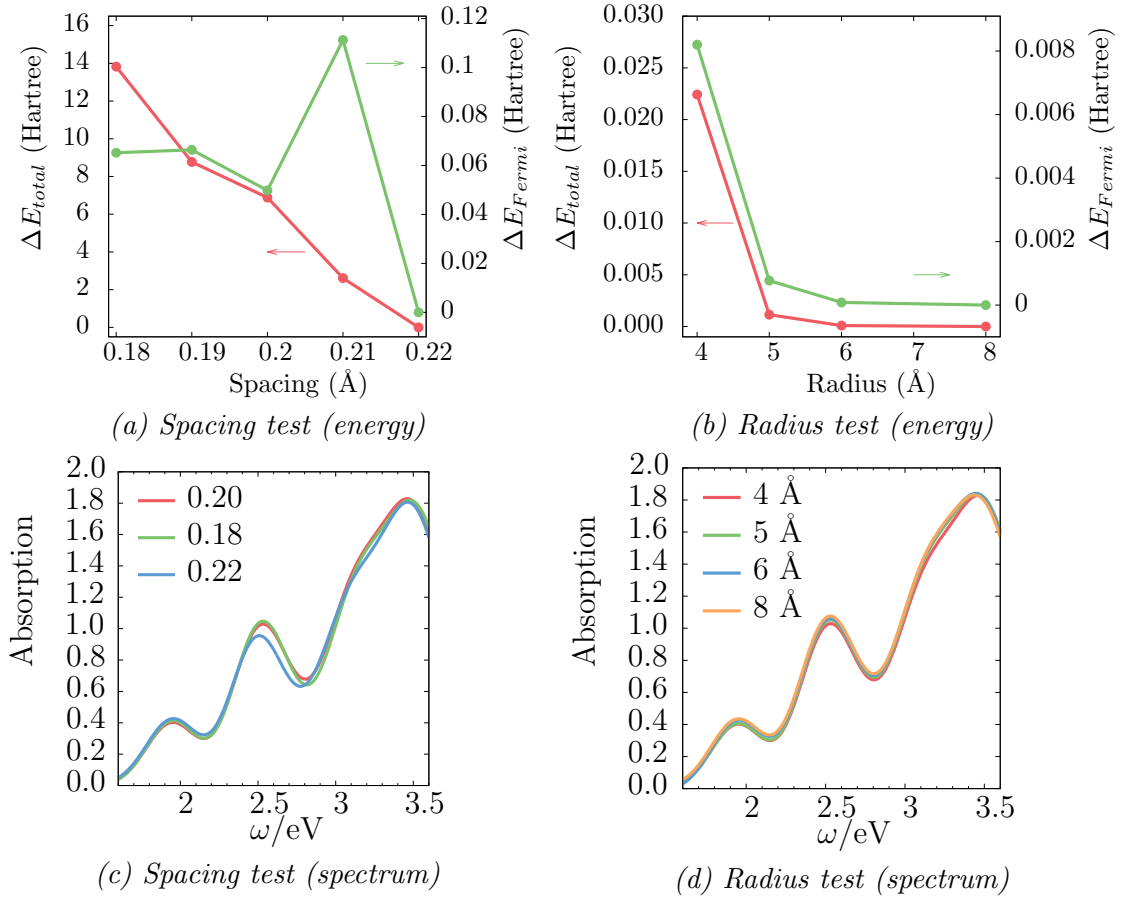 16
14
12
10
8
6
4
2
0
ΔE_total (Hartree)
0.12
0.1
0.08
0.06
0.04
0.02
0
ΔE_Fermi (Hartree)
0.18 0.19 0.2 0.21 0.22
Spacing (Å)
(a) Spacing test (energy)
0.030
0.025
0.020
0.015
0.010
0.005
0.000
ΔE_total (Hartree)
0.008
0.006
0.004
0.002
0
ΔE_Fermi (Hartree)
4 5 6 7 8
Radius (Å)
(b) Radius test (energy)
2.0
1.8
1.6
1.4
1.2
1.0
0.8
0.6
0.4
0.2
0.0
Absorption
0.20
0.18
0.22
2 2.5 3 3.5
ω/eV
(c) Spacing test (spectrum)
2.0
1.8
1.6
1.4
1.2
1.0
0.8
0.6
0.4
0.2
0.0
Absorption
4 Å
5 Å
6 Å
8 Å
2 2.5 3 3.5
ω/eV
(d) Radius test (spectrum)